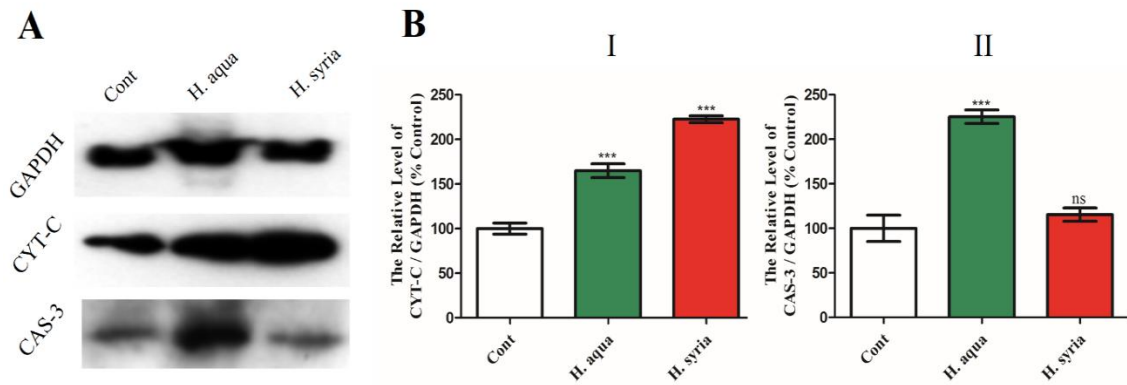 A
Cont
H. aqua
H. syria
GAPDH
CYT-C
CAS-3
B
I
The Relative Level of
CYT-C / GAPDH (% Control)
250
200
150
100
50
0
***
***
Cont
H. aqua
H. syria
II
The Relative Level of
CAS-3 / GAPDH (% Control)
250
200
150
100
50
0
***
ns
Cont
H. aqua
H. syria